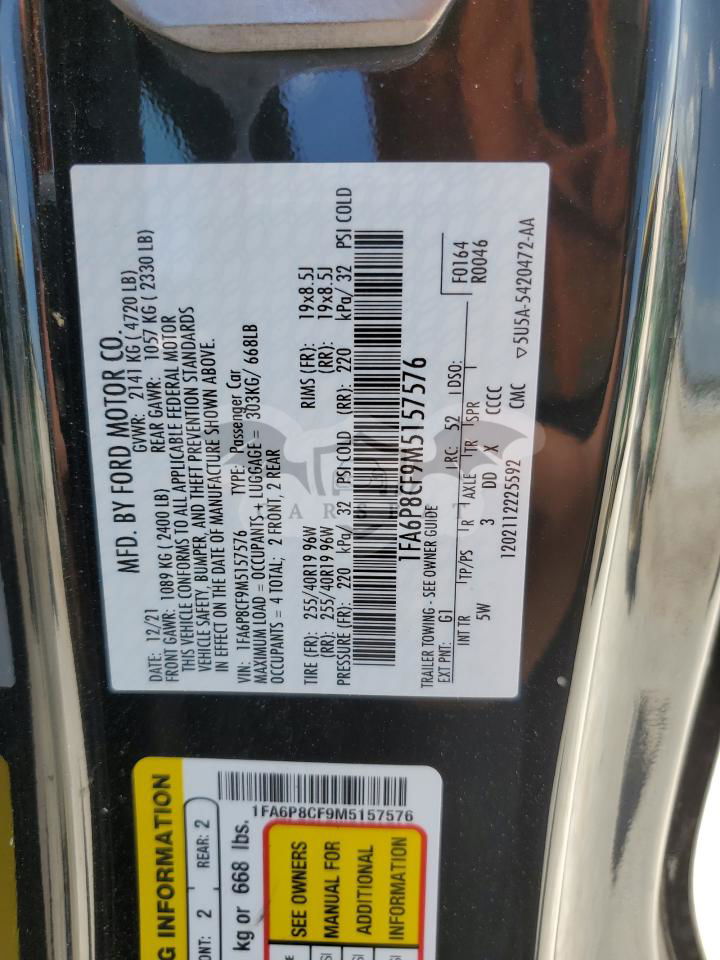 MFD. BY FORD MOTOR CO.
DATE: 12/21 GVWR: 2141 KG ( 4720 LB)
FRONT GAWR: 1089 KG ( 2400 LB) REAR GAWR: 1057 KG ( 2330 LB)
THIS VEHICLE CONFORMS TO ALL APPLICABLE FEDERAL MOTOR
VEHICLE SAFETY, BUMPER, AND THEFT PREVENTION STANDARDS
IN EFFECT ON THE DATE OF MANUFACTURE SHOWN ABOVE.
VIN: 1FA6P8CF9M5157576 TYPE: Passenger Car
MAXIMUM LOAD = OCCUPANTS + LUGGAGE = 303KG/ 668LB
OCCUPANTS = 4 TOTAL: 2 FRONT, 2 REAR
TIRE (FR): 255/40R19 96W RIMS (FR): 19x8.5J
(RR): 255/40R19 96W (RR): 19x8.5J
PRESSURE (FR): 220 kPa/ 32 PSI COLD (RR): 220 kPa/ 32 PSI COLD
1FA6P8CF9M5157576
TRAILER TOWING - SEE OWNER GUIDE
EXT PNT: G1 RC: 52 DSO: F0164
R0046
INT TR TP/PS R AXLE TR SPR
5W 3 DD X CCCC
12021112225592 CMC ▽5U5A-5420472-AA
G INFORMATION
ONT: 2 REAR: 2
kg or 668 lbs.
1FA6P8CF9M5157576
SEE OWNERS
MANUAL FOR
ADDITIONAL
INFORMATION